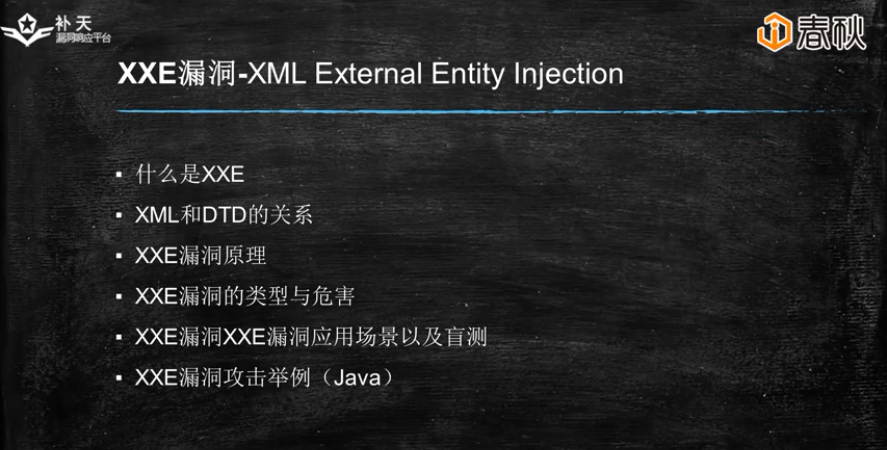 补天
漏洞响应平台
春秋
XXE漏洞-XML External Entity Injection
▪ 什么是XXE
▪ XML和DTD的关系
▪ XXE漏洞原理
▪ XXE漏洞的类型与危害
▪ XXE漏洞XXE漏洞应用场景以及盲测
▪ XXE漏洞攻击举例（Java）